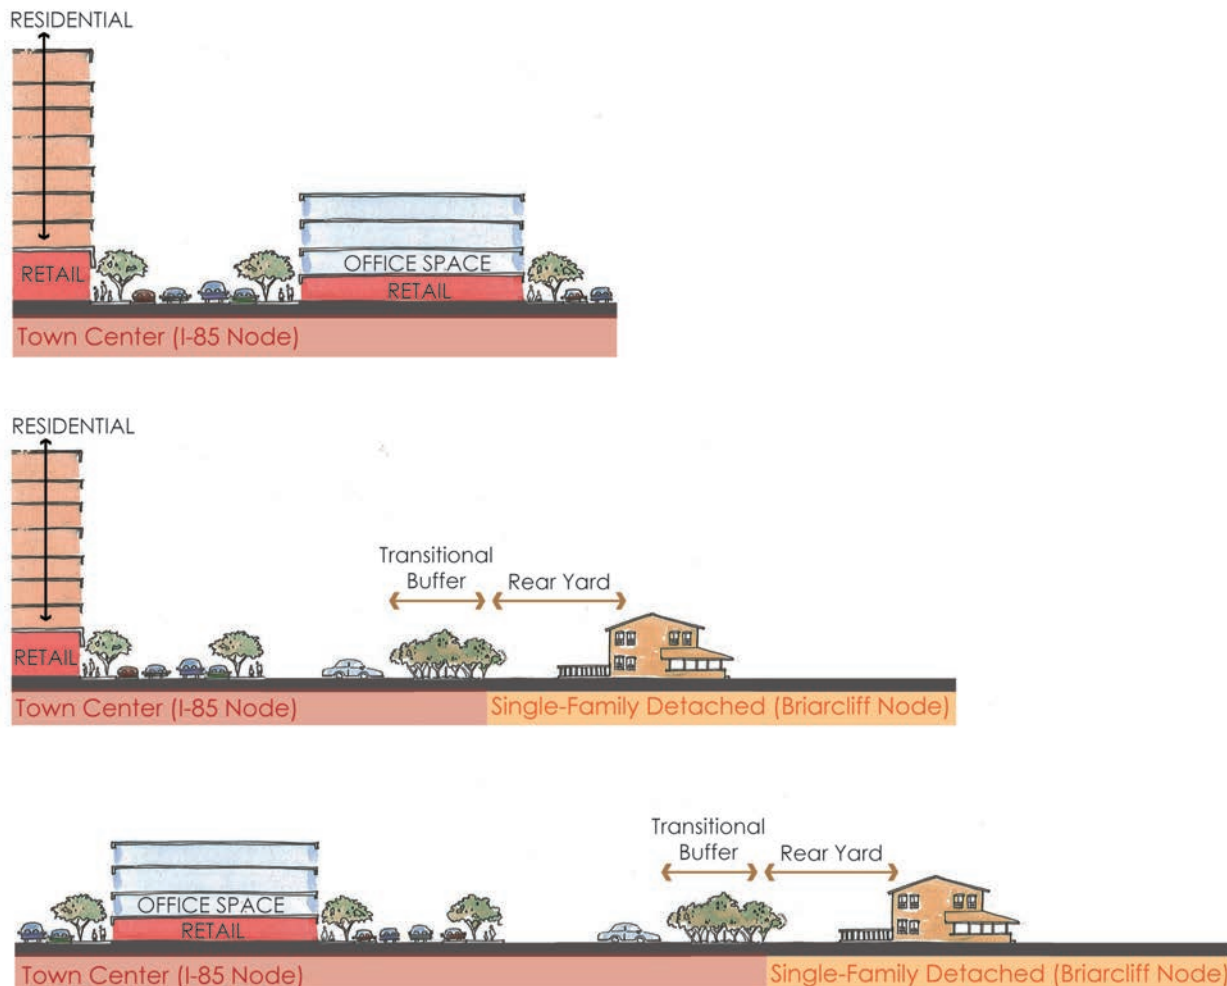 RESIDENTIAL
RETAIL
OFFICE SPACE
RETAIL
Town Center (I-85 Node)
RESIDENTIAL
Transitional
Buffer
Rear Yard
RETAIL
Town Center (I-85 Node)
Single-Family Detached (Briarcliff Node)
Transitional
Buffer
Rear Yard
OFFICE SPACE
RETAIL
Town Center (I-85 Node)
Single-Family Detached (Briarcliff Node)